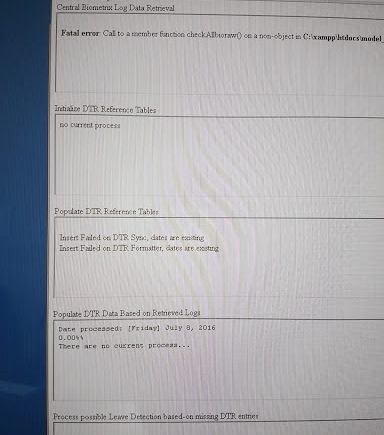 Central Biometrix Log Data Retrieval
Fatal error: Call to a member function checkAllbioraw() on a non-object in C:\xampp\htdocs\model_
Initialize DTR Reference Tables
no current process
Populate DTR Reference Tables
Insert Failed on DTR Sync, dates are existing
Insert Failed on DTR Formatter, dates are existing
Populate DTR Data Based on Retrieved Logs
Date processed: [Friday] July 8, 2016
0.00%%
There are no current process...
Process possible Leave Detection based-on missing DTR entries